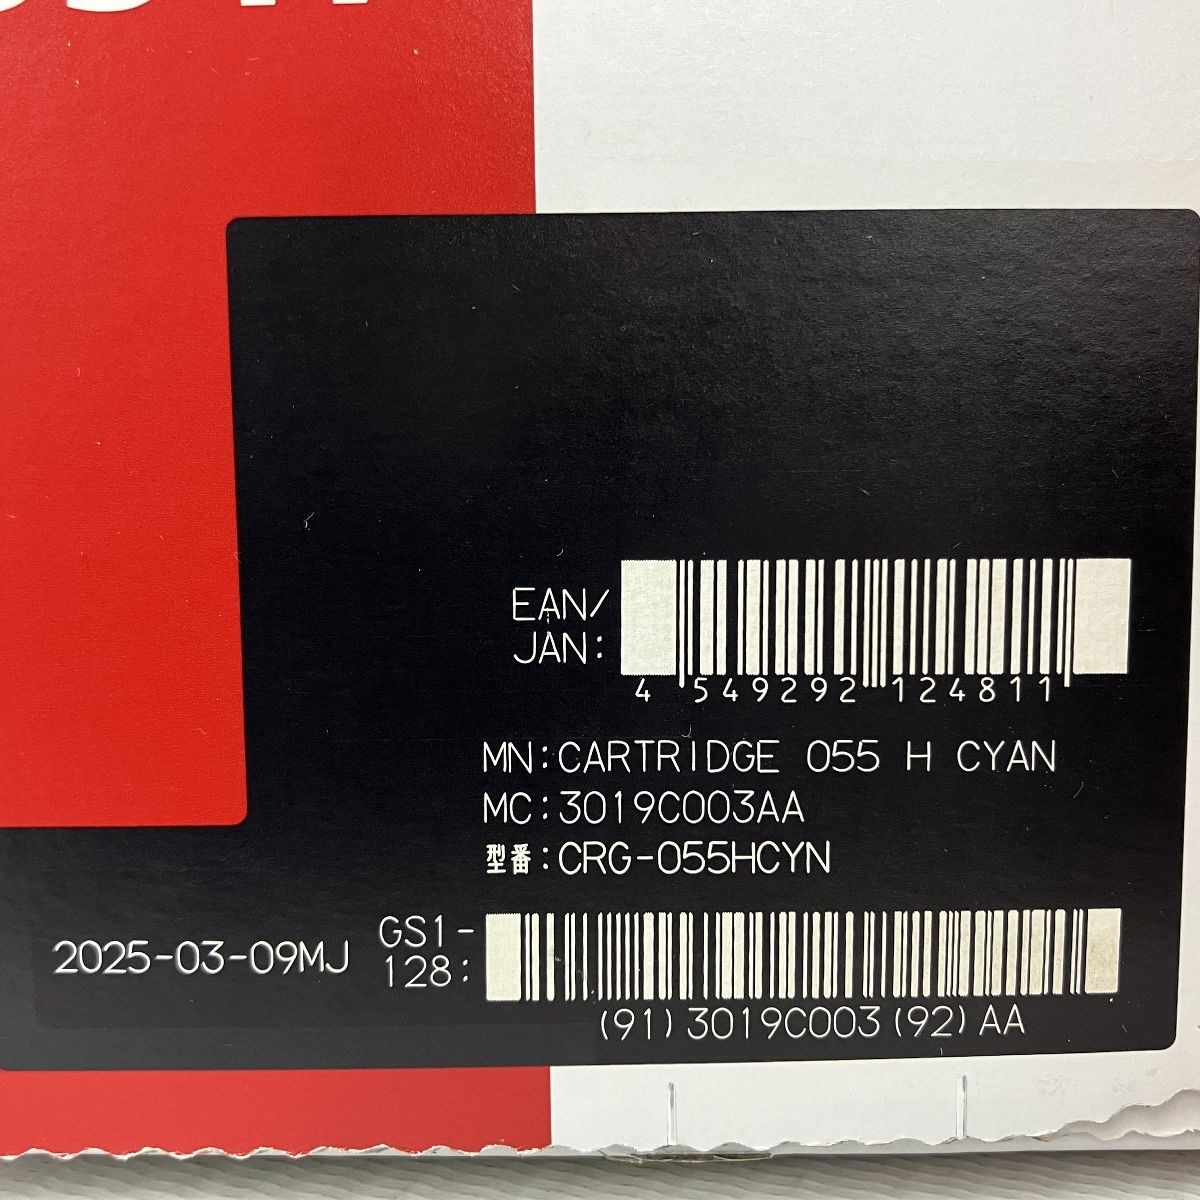 EAN/
JAN:
4 549292 124811
MN:CARTRIDGE 055 H CYAN
MC:3019C003AA
型番:CRG-055HCYN
2025-03-09MJ
GS1-
128:
(91)3019C003(92)AA